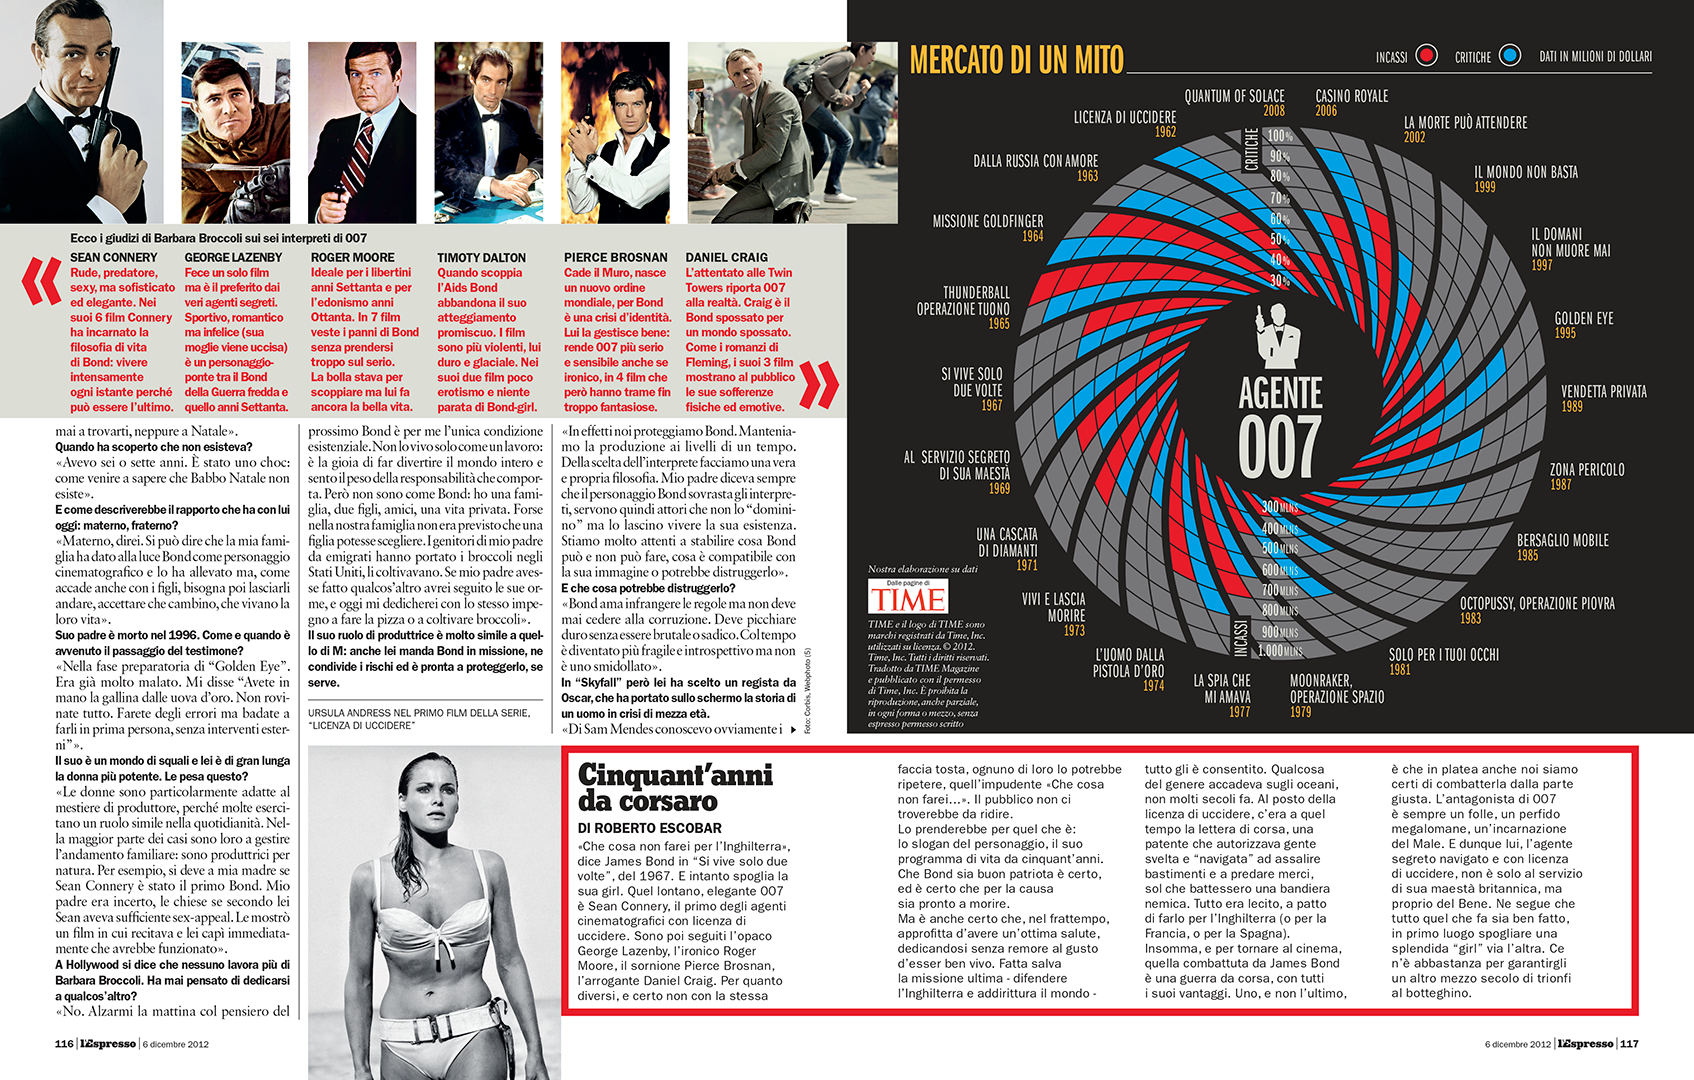 Ecco i giudizi di Barbara Broccoli sui sei interpreti di 007
SEAN CONNERY
Rude, predatore,
sexy, ma sofisticato
ed elegante. Nei
suoi 6 film Connery
ha incarnato la
filosofia di vita
di Bond: vivere
intensamente
ogni istante perché
può essere l'ultimo.
GEORGE LAZENBY
Fece un solo film
ma è il preferito dai
veri agenti segreti.
Sportivo, romantico
ma infelice (sua
moglie viene uccisa)
è un personaggio-
ponte tra il Bond
della Guerra fredda e
quello anni Settanta.
ROGER MOORE
Ideale per i libertini
anni Settanta e per
l'edonismo anni
Ottanta. In 7 film
veste i panni di Bond
senza prendersi
troppo sul serio.
La bolla stava per
scoppiare ma lui fa
ancora la bella vita.
TIMOTY DALTON
Quando scoppia
l'Aids Bond
abbandona il suo
atteggiamento
promiscuo. I film
sono più violenti, lui
duro e glaciale. Nei
suoi due film poco
erotismo e niente
parata di Bond-girl.
PIERCE BROSNAN
Cade il Muro, nasce
un nuovo ordine
mondiale, per Bond
è una crisi d'identità.
Lui la gestisce bene:
rende 007 più serio
e sensibile anche se
ironico, in 4 film che
però hanno trame fin
troppo fantasiose.
DANIEL CRAIG
L'attentato alle Twin
Towers riporta 007
alla realtà. Craig è il
Bond spossato per
un mondo spossato.
Come i romanzi di
Fleming, i suoi 3 film
mostrano al pubblico
le sue sofferenze
fisiche ed emotive.
mai a trovarti, neppure a Natale».
Quando ha scoperto che non esisteva?
«Avevo sei o sette anni. È stato uno choc:
come venire a sapere che Babbo Natale non
esiste».
E come descriverebbe il rapporto che ha con lui
oggi: materno, fraterno?
«Materno, direi. Si può dire che la mia fami-
glia ha dato alla luce Bond come personaggio
cinematografico e lo ha allevato ma, come
accade anche con i figli, bisogna poi lasciarli
andare, accettare che cambino, che vivano la
loro vita».
Suo padre è morto nel 1996. Come e quando è
avvenuto il passaggio del testimone?
«Nella fase preparatoria di “Golden Eye”.
Era già molto malato. Mi disse “Avete in
mano la gallina dalle uova d'oro. Non rovi-
nate tutto. Farete degli errori ma badate a
farli in prima persona, senza interventi ester-
ni”».
Il suo è un mondo di squali e lei è di gran lunga
la donna più potente. Le pesa questo?
«Le donne sono particolarmente adatte al
mestiere di produttore, perché molte eserci-
tano un ruolo simile nella quotidianità. Nel-
la maggior parte dei casi sono loro a gestire
l'andamento familiare: sono produttrici per
natura. Per esempio, si deve a mia madre se
Sean Connery è stato il primo Bond. Mio
padre era incerto, le chiese se secondo lei
Sean aveva sufficiente sex-appeal. Le mostrò
un film in cui recitava e lei capì immediata-
mente che avrebbe funzionato».
A Hollywood si dice che nessuno lavora più di
Barbara Broccoli. Ha mai pensato di dedicarsi
a qualcos'altro?
«No. Alzarmi la mattina col pensiero del
prossimo Bond è per me l'unica condizione
esistenziale. Non lo vivo solo come un lavoro:
è la gioia di far divertire il mondo intero e
sento il peso della responsabilità che compor-
ta. Però non sono come Bond: ho una fami-
glia, due figli, amici, una vita privata. Forse
nella nostra famiglia non era previsto che una
figlia potesse scegliere. I genitori di mio padre
da emigrati hanno portato i broccoli negli
Stati Uniti, li coltivavano. Se mio padre aves-
se fatto qualcos'altro avrei seguito le sue or-
me, e oggi mi dedicherei con lo stesso impe-
gno a fare la pizza o a coltivare broccoli».
Il suo ruolo di produttrice è molto simile a quel-
lo di M: anche lei manda Bond in missione, ne
condivide i rischi ed è pronta a proteggerlo, se
serve.
URSULA ANDRESS NEL PRIMO FILM DELLA SERIE,
“LICENZA DI UCCIDERE”
«In effetti noi proteggiamo Bond. Mantenia-
mo la produzione ai livelli di un tempo.
Della scelta dell'interprete facciamo una vera
e propria filosofia. Mio padre diceva sempre
che il personaggio Bond sovrasta gli interpre-
ti, servono quindi attori che non lo “domini-
no” ma lo lascino vivere la sua esistenza.
Stiamo molto attenti a stabilire cosa Bond
può e non può fare, cosa è compatibile con
la sua immagine o potrebbe distruggerlo».
E che cosa potrebbe distruggerlo?
«Bond ama infrangere le regole ma non deve
mai cedere alla corruzione. Deve picchiare
duro senza essere brutale o sadico. Col tempo
è diventato più fragile e introspettivo ma non
è uno smidollato».
In “Skyfall” però lei ha scelto un regista da
Oscar, che ha portato sullo schermo la storia di
un uomo in crisi di mezza età.
«Di Sam Mendes conoscevo ovviamente i
Foto: Corbis, Webphoto (5)
MERCATO DI UN MITO
INCASSI
CRITICHE
DATI IN MILIONI DI DOLLARI
QUANTUM OF SOLACE
2008
CASINO ROYALE
2006
LA MORTE PUÒ ATTENDERE
2002
IL MONDO NON BASTA
1999
IL DOMANI
NON MUORE MAI
1997
GOLDEN EYE
1995
VENDETTA PRIVATA
1989
ZONA PERICOLO
1987
BERSAGLIO MOBILE
1985
OCTOPUSSY, OPERAZIONE PIOVRA
1983
SOLO PER I TUOI OCCHI
1981
MOONRAKER,
OPERAZIONE SPAZIO
1979
LA SPIA CHE
MI AMAVA
1977
L'UOMO DALLA
PISTOLA D'ORO
1974
VIVI E LASCIA
MORIRE
1973
UNA CASCATA
DI DIAMANTI
1971
AL SERVIZIO SEGRETO
DI SUA MAESTÀ
1969
SI VIVE SOLO
DUE VOLTE
1967
THUNDERBALL
OPERAZIONE TUONO
1965
MISSIONE GOLDFINGER
1964
DALLA RUSSIA CON AMORE
1963
LICENZA DI UCCIDERE
1962
CRITICHE
100%
90%
80%
70%
60%
50%
40%
30%
AGENTE
007
300 MLNS
400 MLNS
500 MLNS
600 MLNS
700 MLNS
800 MLNS
900 MLNS
1.000 MLNS
INCASSI
Nostra elaborazione su dati
Dalle pagine di
TIME
TIME e il logo di TIME sono
marchi registrati da Time, Inc.
utilizzati su licenza. © 2012.
Time, Inc. Tutti i diritti riservati.
Tradotto da TIME Magazine
e pubblicato con il permesso
di Time, Inc. È proibita la
riproduzione, anche parziale,
in ogni forma o mezzo, senza
espresso permesso scritto
Cinquant'anni
da corsaro
DI ROBERTO ESCOBAR
«Che cosa non farei per l'Inghilterra»,
dice James Bond in “Si vive solo due
volte”, del 1967. E intanto spoglia la
sua girl. Quel lontano, elegante 007
è Sean Connery, il primo degli agenti
cinematografici con licenza di
uccidere. Sono poi seguiti l'opaco
George Lazenby, l'ironico Roger
Moore, il sornione Pierce Brosnan,
l'arrogante Daniel Craig. Per quanto
diversi, e certo non con la stessa
faccia tosta, ognuno di loro lo potrebbe
ripetere, quell'impudente «Che cosa
non farei...». Il pubblico non ci
troverebbe da ridire.
Lo prenderebbe per quel che è:
lo slogan del personaggio, il suo
programma di vita da cinquant'anni.
Che Bond sia buon patriota è certo,
ed è certo che per la causa
sia pronto a morire.
Ma è anche certo che, nel frattempo,
approfitta d'avere un'ottima salute,
dedicandosi senza remore al gusto
d'esser ben vivo. Fatta salva
la missione ultima - difendere
l'Inghilterra e addirittura il mondo -
tutto gli è consentito. Qualcosa
del genere accadeva sugli oceani,
non molti secoli fa. Al posto della
licenza di uccidere, c'era a quel
tempo la lettera di corsa, una
patente che autorizzava gente
svelta e “navigata” ad assalire
bastimenti e a predare merci,
sol che battessero una bandiera
nemica. Tutto era lecito, a patto
di farlo per l'Inghilterra (o per la
Francia, o per la Spagna).
Insomma, e per tornare al cinema,
quella combattuta da James Bond
è una guerra da corsa, con tutti
i suoi vantaggi. Uno, e non l'ultimo,
è che in platea anche noi siamo
certi di combatterla dalla parte
giusta. L'antagonista di 007
è sempre un folle, un perfido
megalomane, un'incarnazione
del Male. E dunque lui, l'agente
segreto navigato e con licenza
di uccidere, non è solo al servizio
di sua maestà britannica, ma
proprio del Bene. Ne segue che
tutto quel che fa sia ben fatto,
in primo luogo spogliare una
splendida “girl” via l'altra. Ce
n'è abbastanza per garantirgli
un altro mezzo secolo di trionfi
al botteghino.
116 | l'Espresso | 6 dicembre 2012
6 dicembre 2012 | l'Espresso | 117